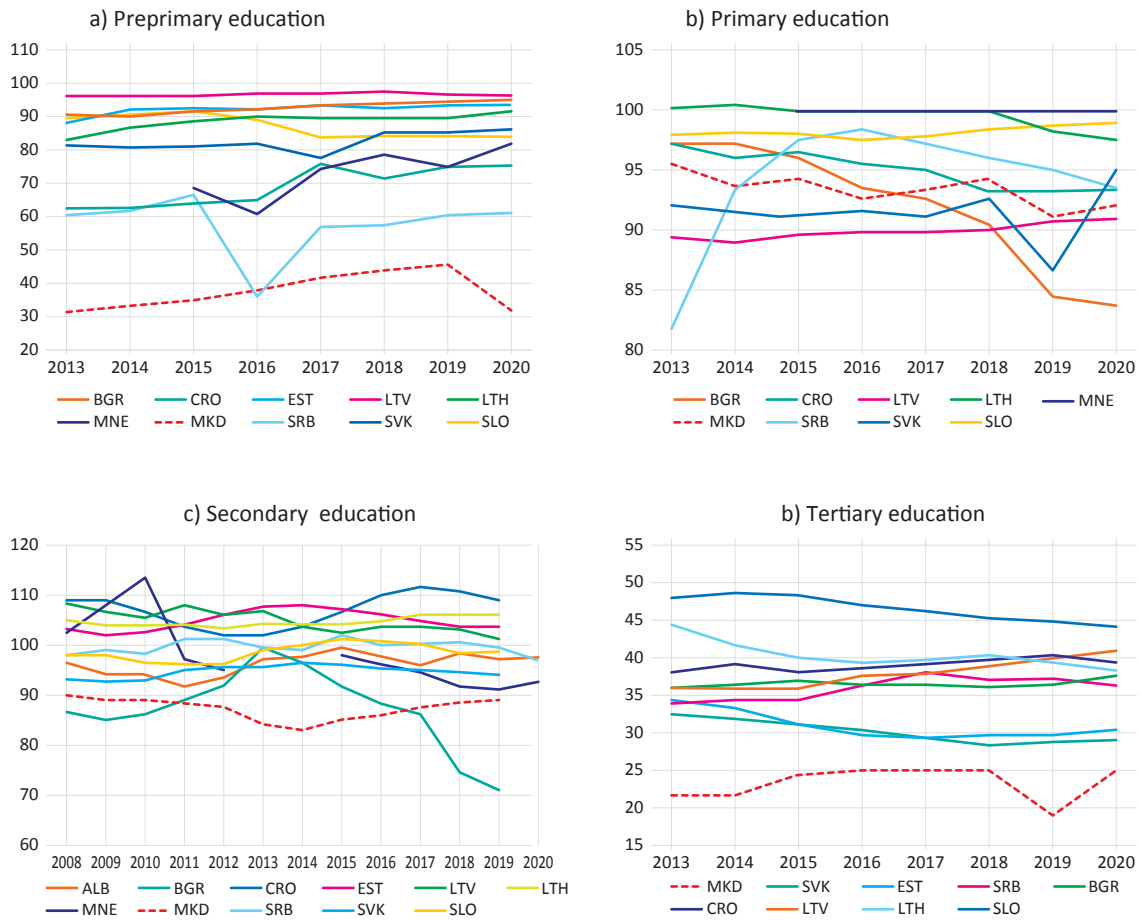 a) Preprimary education
110
100
90
80
70
60
50
40
30
20
2013 2014 2015 2016 2017 2018 2019 2020
BGR CRO EST LTV LTH
MNE MKD SRB SVK SLO
b) Primary education
105
100
95
90
85
80
2013 2014 2015 2016 2017 2018 2019 2020
BGR CRO LTV LTH MNE
MKD SRB SVK SLO
c) Secondary education
120
110
100
90
80
70
60
2008 2009 2010 2011 2012 2013 2014 2015 2016 2017 2018 2019 2020
ALB BGR CRO EST LTV LTH
MNE MKD SRB SVK SLO
b) Tertiary education
55
50
45
40
35
30
25
20
15
2013 2014 2015 2016 2017 2018 2019 2020
MKD SVK EST SRB BGR
CRO LTV LTH SLO